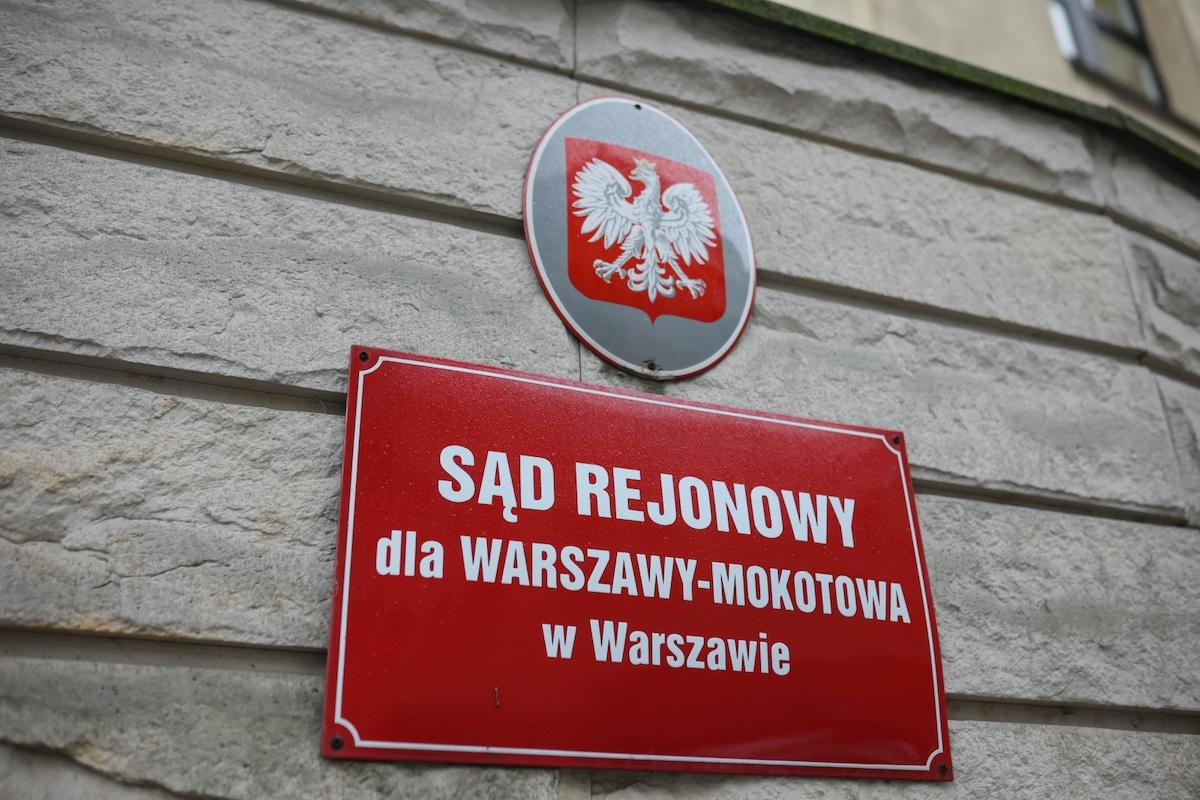 SĄD REJONOWY
dla WARSZAWY-MOKOTOWA
w Warszawie